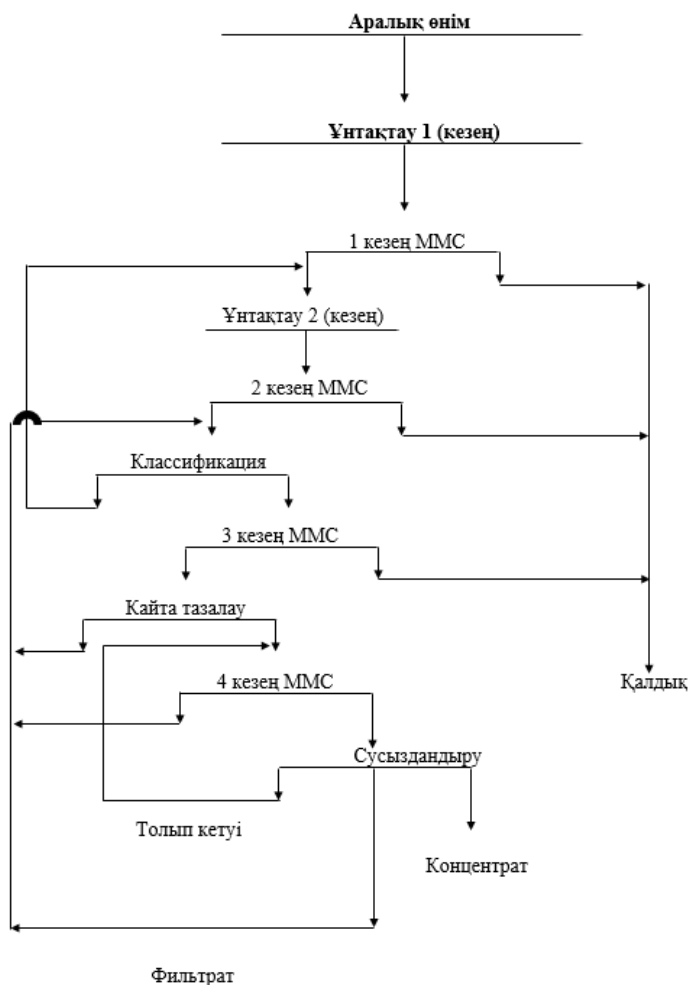 Аралық өнім
Ұнтақтау 1 (кезең)
1 кезең ММС
Ұнтақтау 2 (кезең)
2 кезең ММС
Классификация
3 кезең ММС
Кайта тазалау
Қалдық
4 кезең ММС
Сусыздандыру
Толып кетуі
Концентрат
Фильтрат